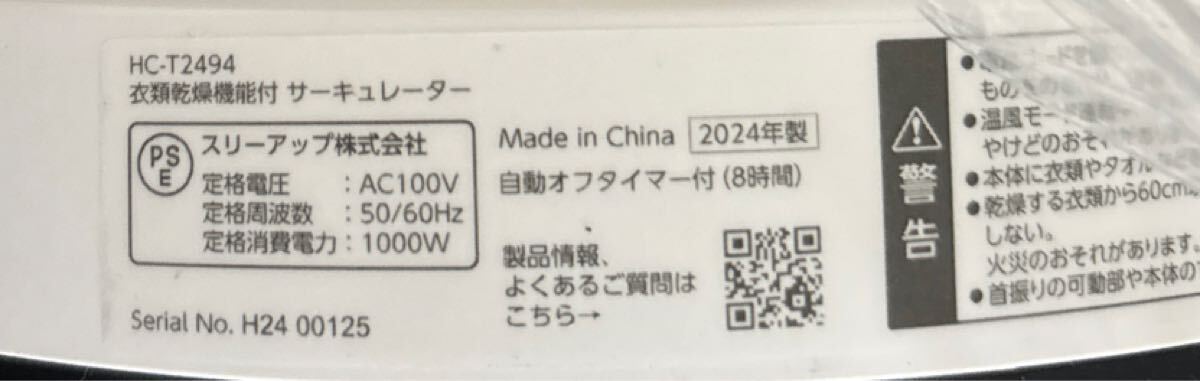 HC-T2494
衣類乾燥機能付 サーキュレーター
PS
E
スリーアップ株式会社
定格電圧 : AC100V
定格周波数 : 50/60Hz
定格消費電力 : 1000W
Serial No. H24 00125
Made in China 2024年製
自動オフタイマー付 (8時間)
製品情報、
よくあるご質問は
こちら→
警告
もの
●温風モー
やけどのおそ
●本体に衣類やタオル
●乾燥する衣類から60cm
しない。
火災のおそれがあります。
●首振りの可動部や本体の